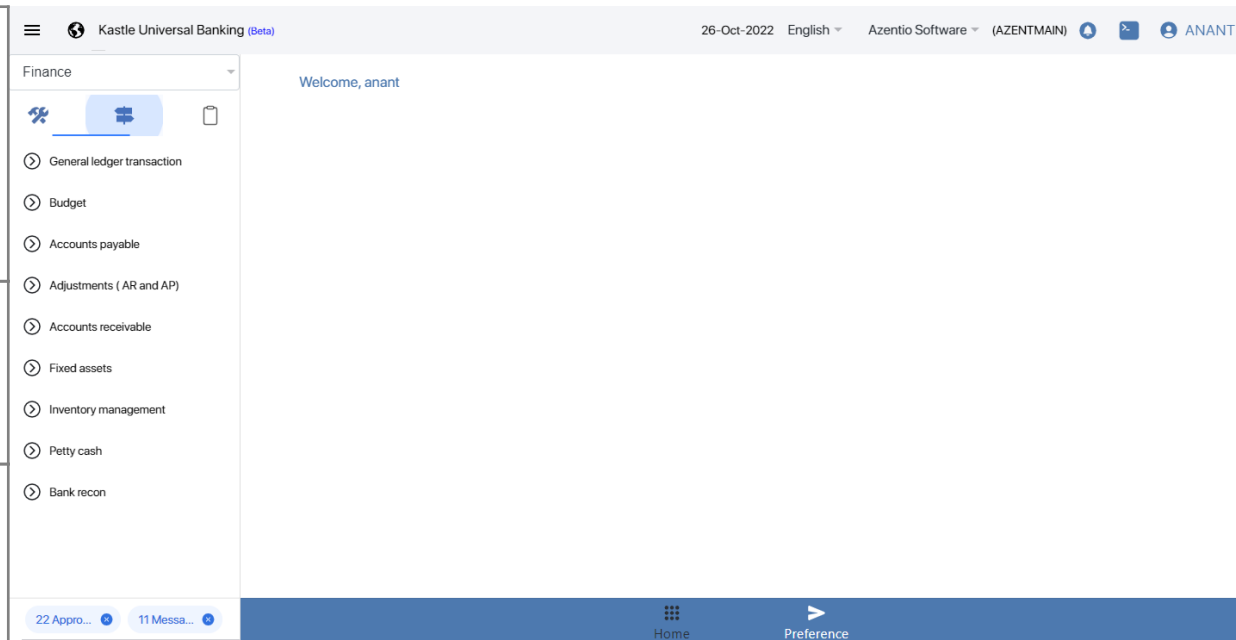 Kastle Universal Banking (Beta) 26-Oct-2022 English Azentio Software (AZENTMAIN) ANANT
Finance
Welcome, anant
General ledger transaction
Budget
Accounts payable
Adjustments ( AR and AP)
Accounts receivable
Fixed assets
Inventory management
Petty cash
Bank recon
22 Appro... 11 Messa...
Home Preference